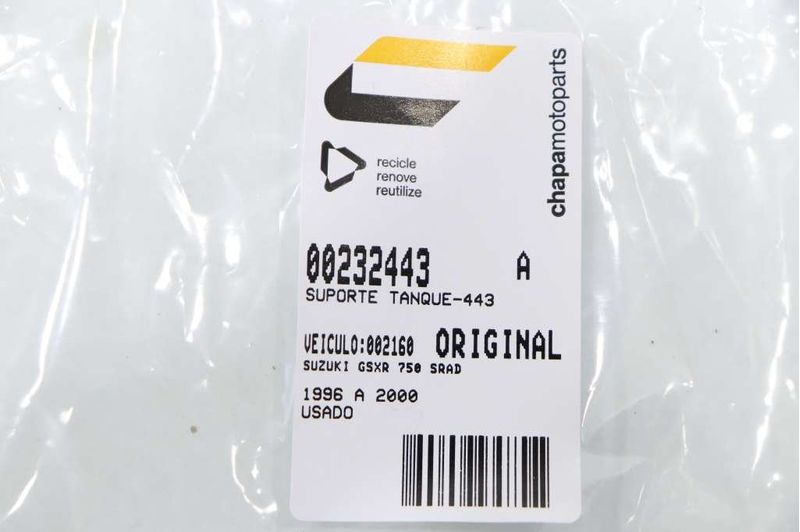 chapamotoparts
recicle
renove
reutilize
00232443 A
SUPORTE TANQUE-443
VEICULO:002160 ORIGINAL
SUZUKI GSXR 750 SRAD
1996 A 2000
USADO